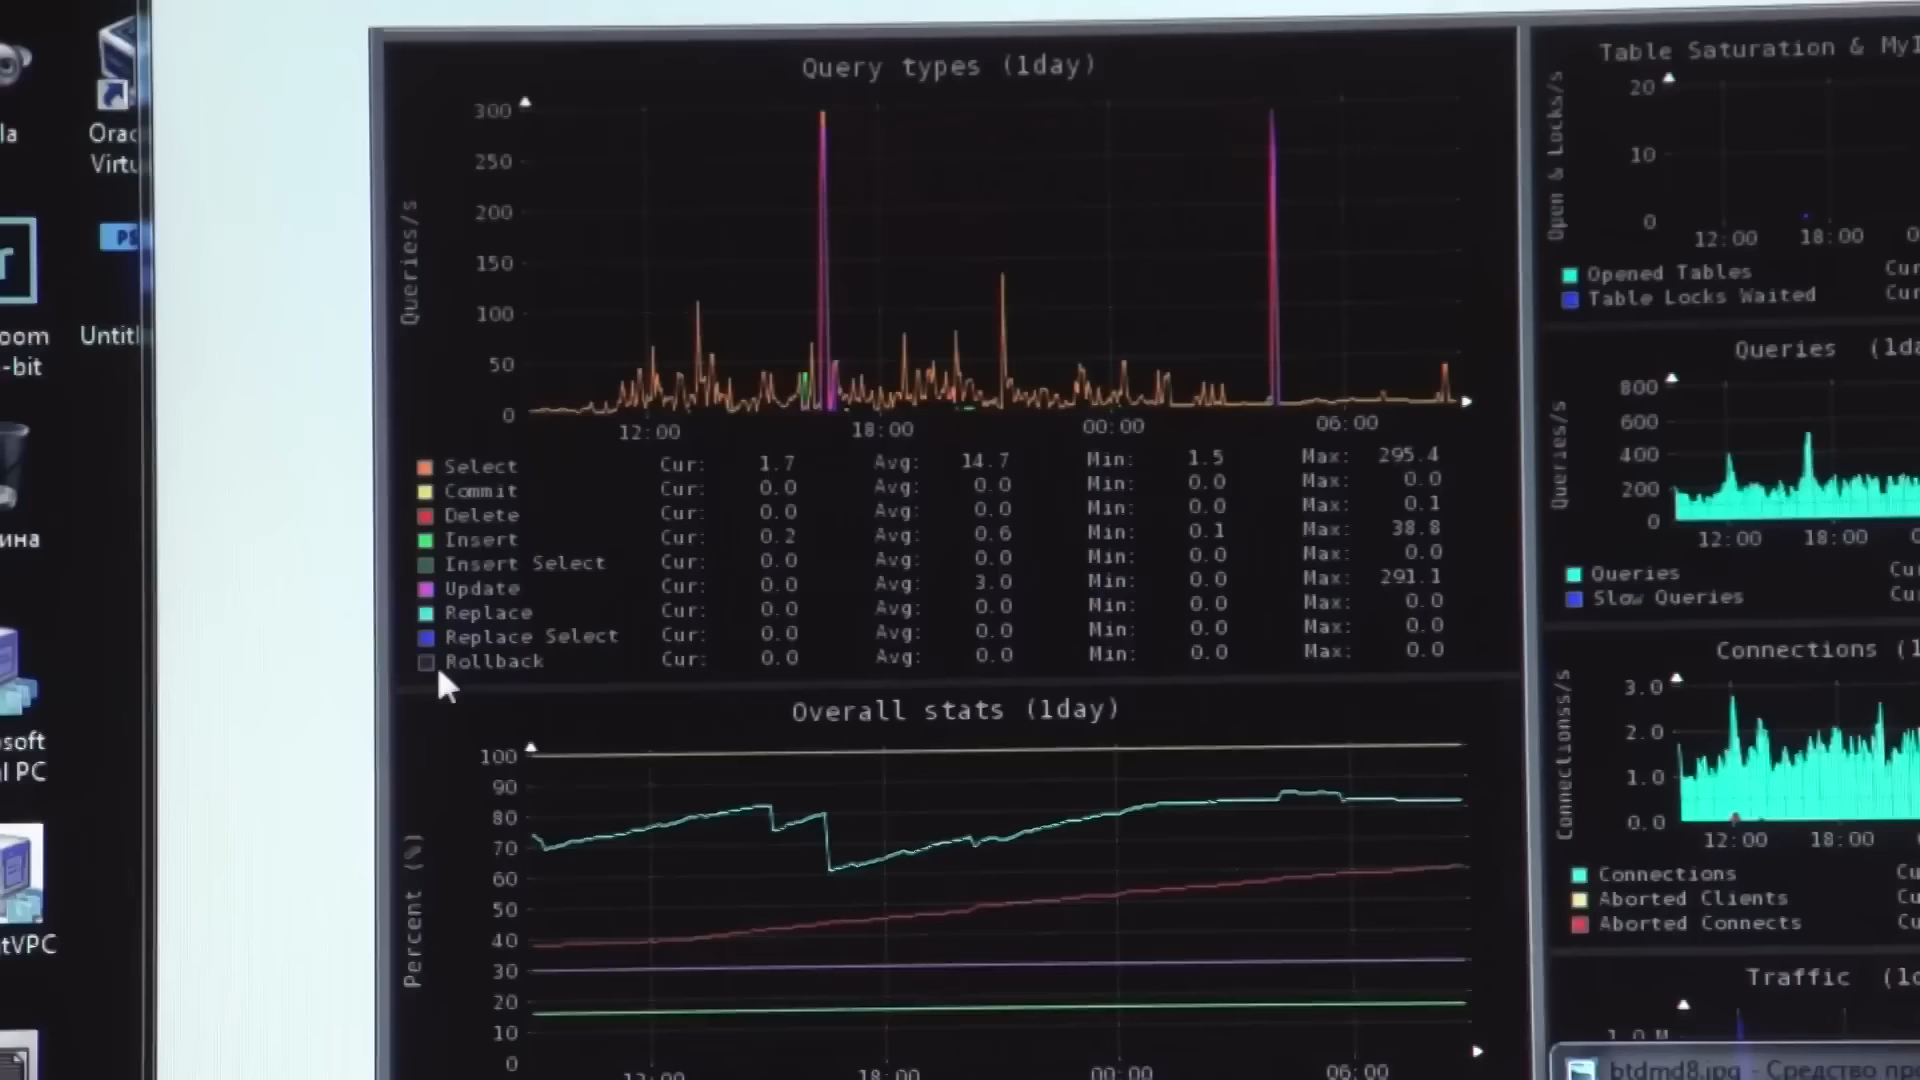 la
Orac
Virtu
r
PS
oom
-bit
Untitl
ина
soft
l PC
tVPC
Query types (1day)
Queries/s
300
250
200
150
100
50
0
12:00 18:00 00:00 06:00
Select Cur: 1.7 Avg: 14.7 Min: 1.5 Max: 295.4
Commit Cur: 0.0 Avg: 0.0 Min: 0.0 Max: 0.0
Delete Cur: 0.0 Avg: 0.0 Min: 0.0 Max: 0.1
Insert Cur: 0.2 Avg: 0.6 Min: 0.1 Max: 38.8
Insert Select Cur: 0.0 Avg: 0.0 Min: 0.0 Max: 0.0
Update Cur: 0.0 Avg: 3.0 Min: 0.0 Max: 291.1
Replace Cur: 0.0 Avg: 0.0 Min: 0.0 Max: 0.0
Replace Select Cur: 0.0 Avg: 0.0 Min: 0.0 Max: 0.0
Rollback Cur: 0.0 Avg: 0.0 Min: 0.0 Max: 0.0
Overall stats (1day)
Percent (%)
100
90
80
70
60
50
40
30
20
10
0
12:00 18:00 00:00 06:00
Table Saturation & MyI
Open & Locks/s
20
10
0
12:00 18:00 0
Opened Tables Cur
Table Locks Waited Cur
Queries (1da
Queries/s
800
600
400
200
0
12:00 18:00 0
Queries Cu
Slow Queries Cu
Connections (1
Connectionss/s
3.0
2.0
1.0
0.0
12:00 18:00
Connections Cu
Aborted Clients Cu
Aborted Connects Cu
Traffic (1d
1.0 M
btdmd8.jpg - Средство про